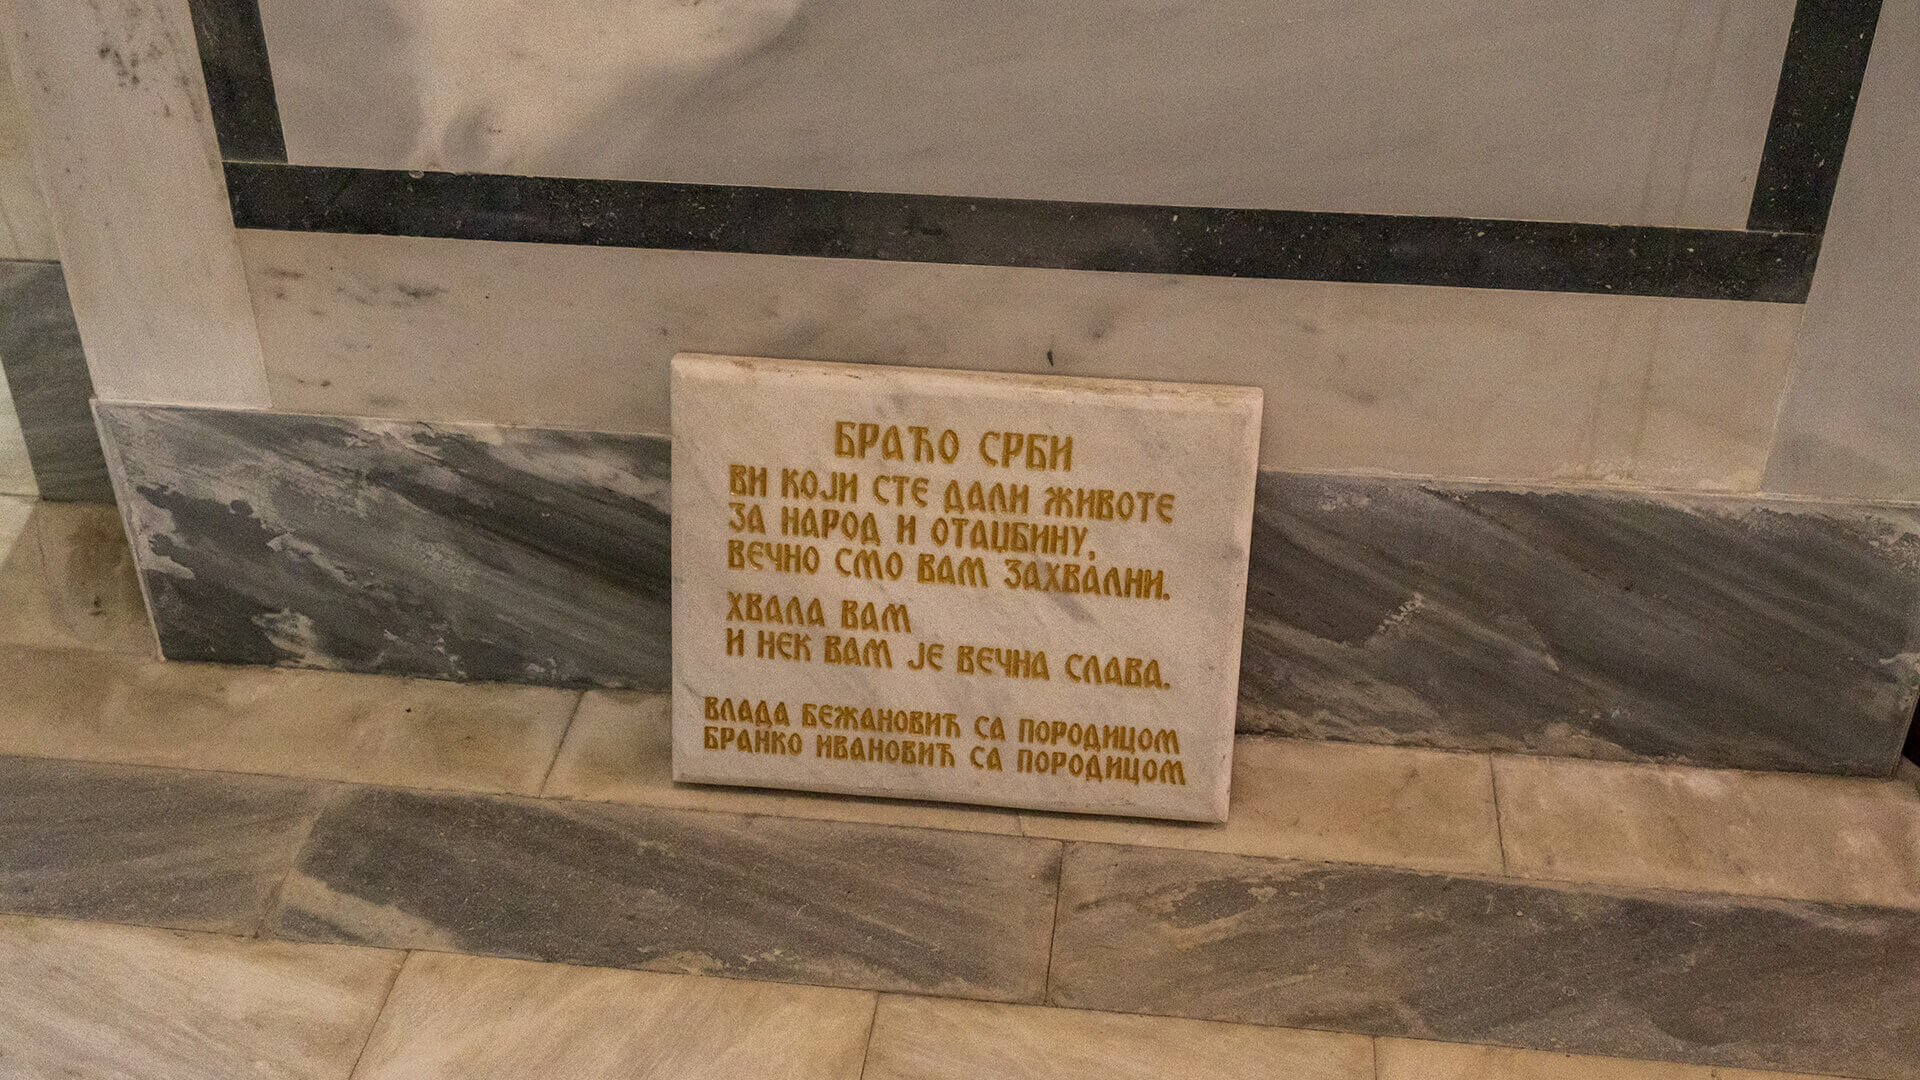 БРАЋО СРБИ
ВИ КОЈИ СТЕ ДАЛИ ЖИВОТЕ
ЗА НАРОД И ОТАЏБИНУ,
ВЕЧНО СМО ВАМ ЗАХВАЛНИ.
ХВАЛА ВАМ
И НЕК ВАМ ЈЕ ВЕЧНА СЛАВА.
ВЛАДА БЕЖАНОВИЋ СА ПОРОДИЦОМ
БРАНКО ИВАНОВИЋ СА ПОРОДИЦОМ